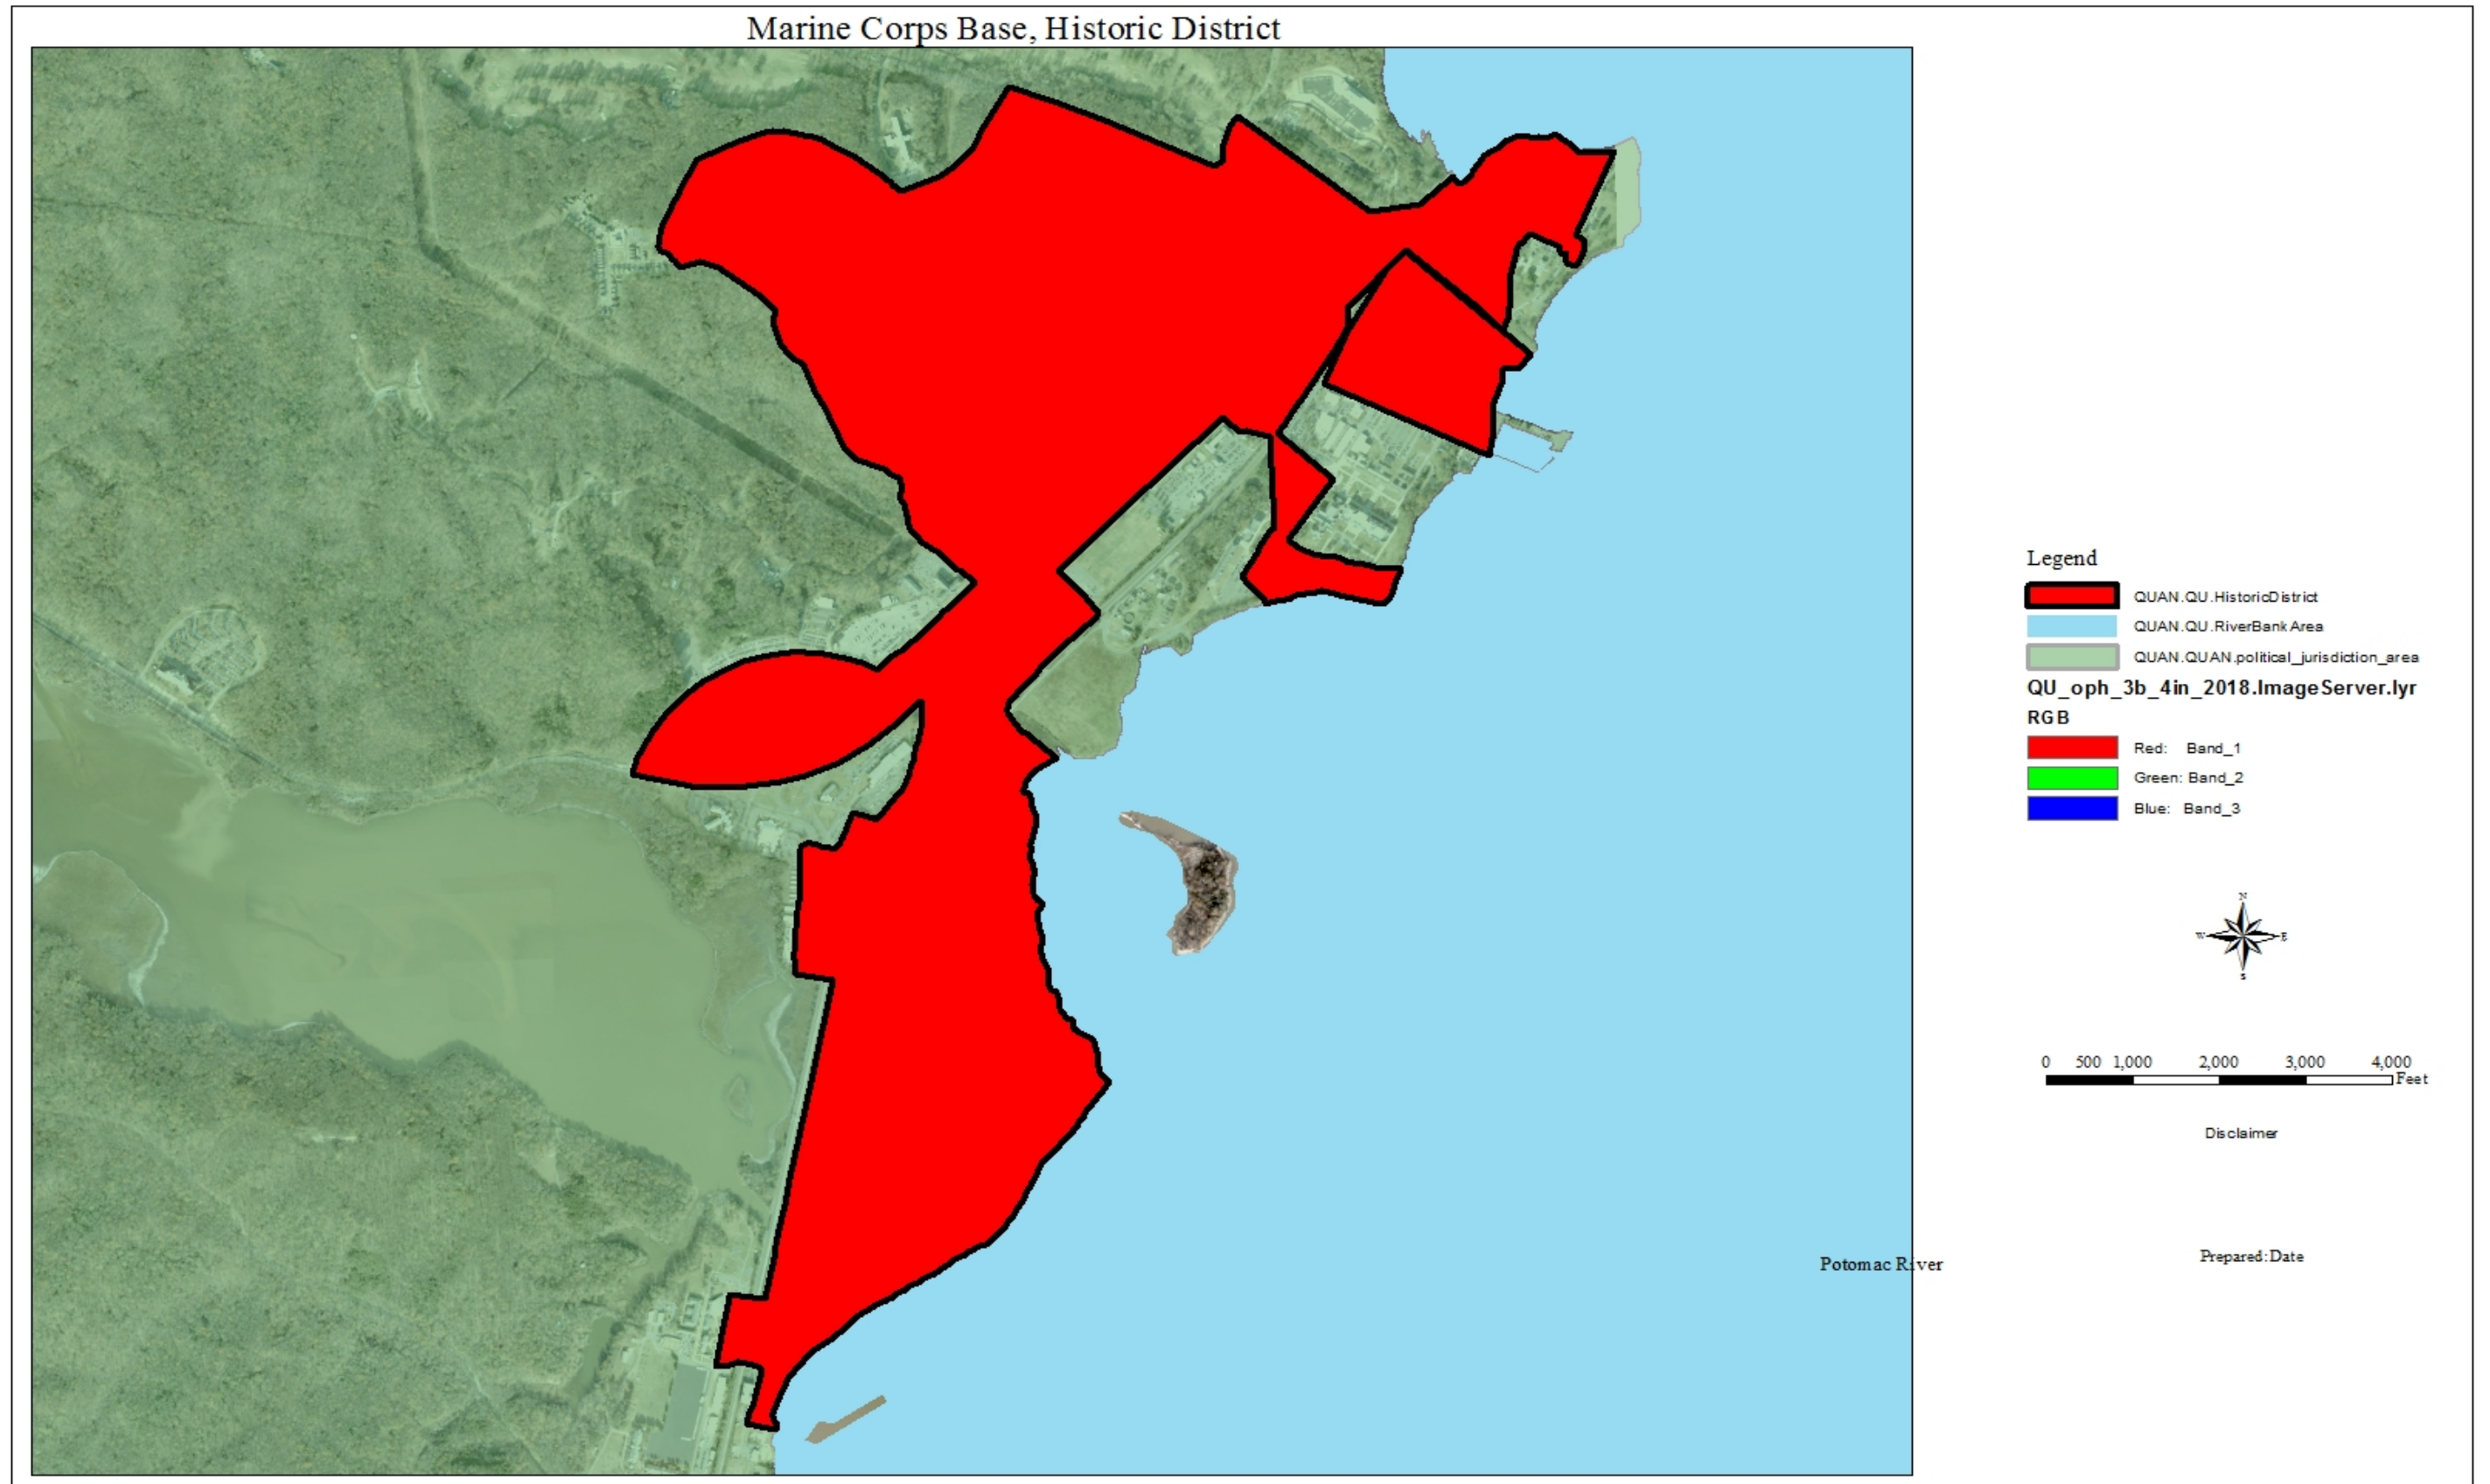 Marine Corps Base, Historic District
Legend
QUAN.QU.HistoricDistrict
QUAN.QU.RiverBankArea
QUAN.QUAN.political_jurisdiction_area
QU_oph_3b_4in_2018.ImageServer.lyr
RGB
Red: Band_1
Green: Band_2
Blue: Band_3
N
W E
S
0 500 1,000 2,000 3,000 4,000
Feet
Disclaimer
Potomac River
Prepared:Date